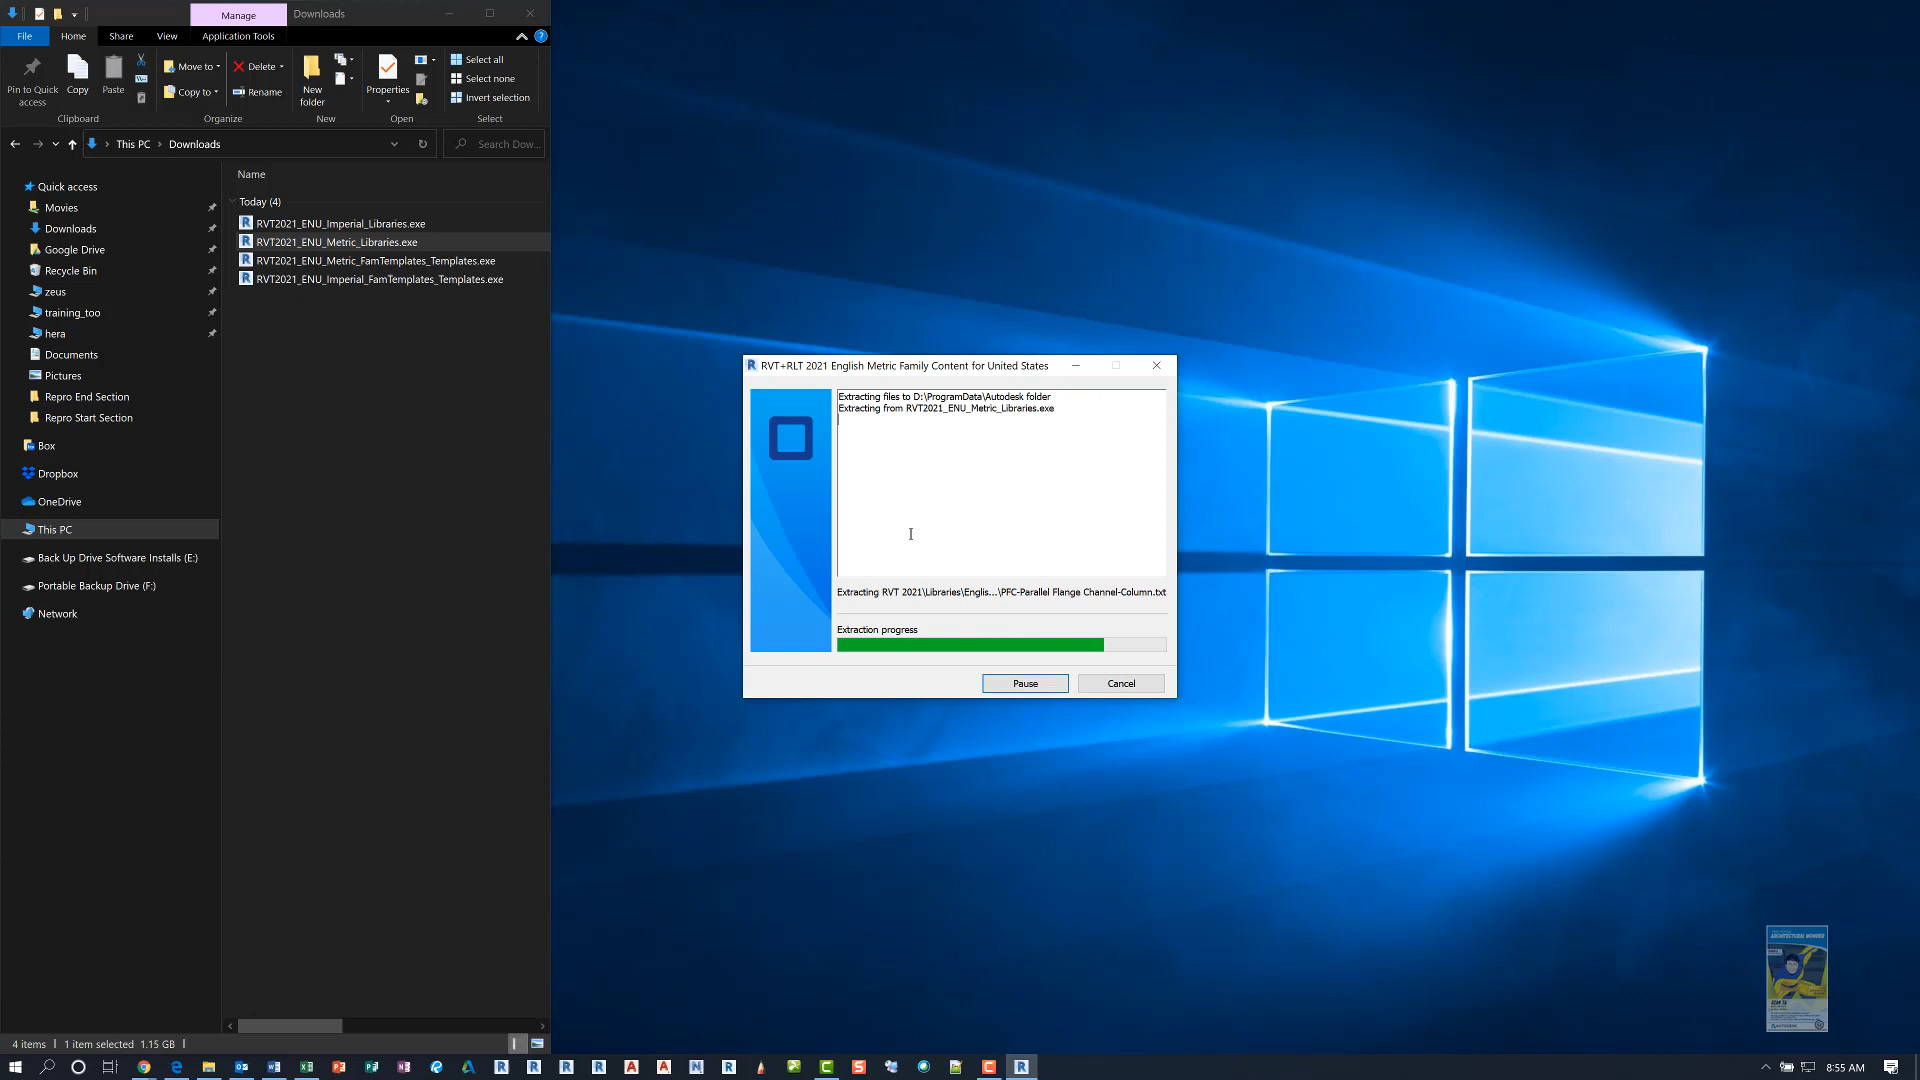 Manage
Downloads
File
Home
Share
View
Application Tools
Pin to Quick
access
Copy
Paste
Move to
Copy to
Delete
Rename
New
folder
Properties
Select all
Select none
Invert selection
Clipboard
Organize
New
Open
Select
This PC > Downloads
Search Dow...
Name
Quick access
Movies
Downloads
Google Drive
Recycle Bin
zeus
training_too
hera
Documents
Pictures
Repro End Section
Repro Start Section
Box
Dropbox
OneDrive
This PC
Back Up Drive Software Installs (E:)
Portable Backup Drive (F:)
Network
Today (4)
RVT2021_ENU_Imperial_Libraries.exe
RVT2021_ENU_Metric_Libraries.exe
RVT2021_ENU_Metric_FamTemplates_Templates.exe
RVT2021_ENU_Imperial_FamTemplates_Templates.exe
4 items
1 item selected 1.15 GB
RVT+RLT 2021 English Metric Family Content for United States
Extracting files to D:\ProgramData\Autodesk folder
Extracting from RVT2021_ENU_Metric_Libraries.exe
Extracting RVT 2021\Libraries\Englis...\PFC-Parallel Flange Channel-Column.txt
Extraction progress
Pause
Cancel
ARCHITECTURAL WONDER
AUTODESK
8:55 AM